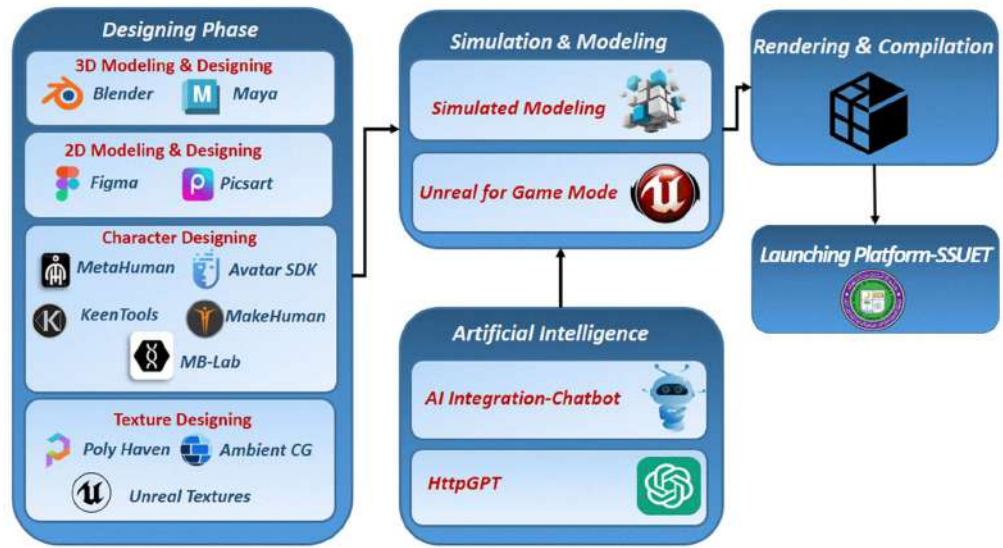 Designing Phase
3D Modeling & Designing
Blender
Maya
2D Modeling & Designing
Figma
Picsart
Character Designing
MetaHuman
Avatar SDK
KeenTools
MakeHuman
MB-Lab
Texture Designing
Poly Haven
Ambient CG
Unreal Textures
Simulation & Modeling
Simulated Modeling
Unreal for Game Mode
Artificial Intelligence
AI Integration-Chatbot
HttpGPT
Rendering & Compilation
Launching Platform-SSUET